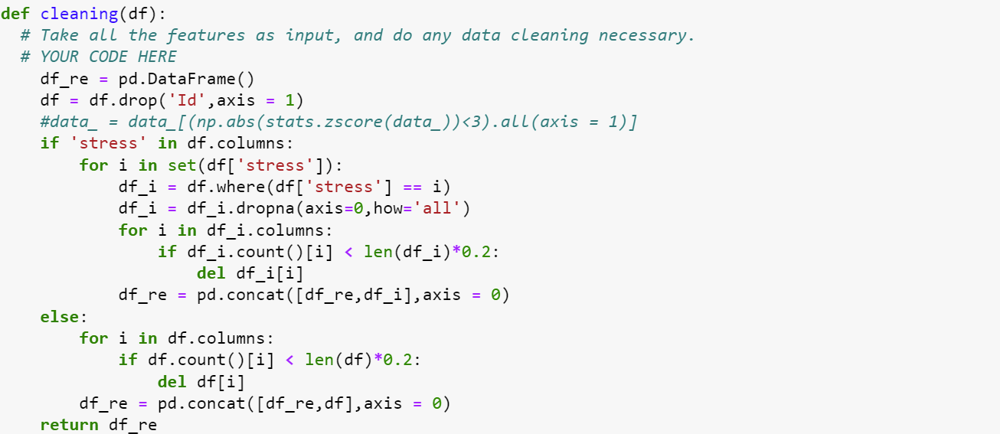 def cleaning(df):
  # Take all the features as input, and do any data cleaning necessary.
  # YOUR CODE HERE
    df_re = pd.DataFrame()
    df = df.drop('Id',axis = 1)
    #data_ = data_[(np.abs(stats.zscore(data_))<3).all(axis = 1)]
    if 'stress' in df.columns:
        for i in set(df['stress']):
            df_i = df.where(df['stress'] == i)
            df_i = df_i.dropna(axis=0,how='all')
            for i in df_i.columns:
                if df_i.count()[i] < len(df_i)*0.2:
                    del df_i[i]
            df_re = pd.concat([df_re,df_i],axis = 0)
    else:
        for i in df.columns:
            if df.count()[i] < len(df)*0.2:
                del df[i]
        df_re = pd.concat([df_re,df],axis = 0)
    return df_re